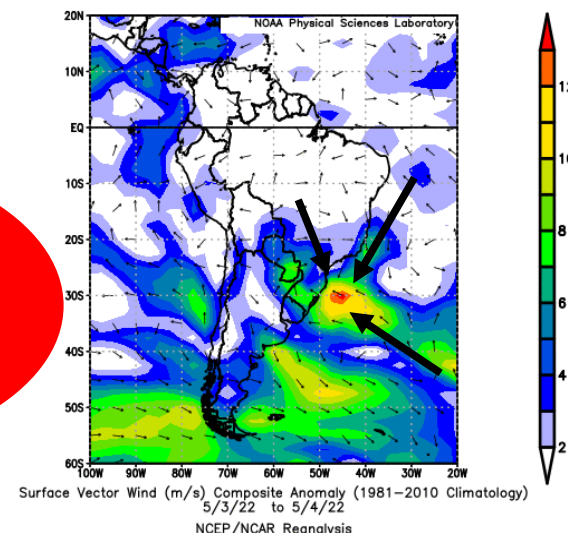 NOAA Physical Sciences Laboratory
20N
10N
EQ
10S
20S
30S
40S
50S
60S
100W 90W 80W 70W 60W 50W 40W 30W 20W
10
8
6
4
2
Surface Vector Wind (m/s) Composite Anomaly (1981–2010 Climatology)
5/3/22 to 5/4/22
NCEP/NCAR Reanalysis